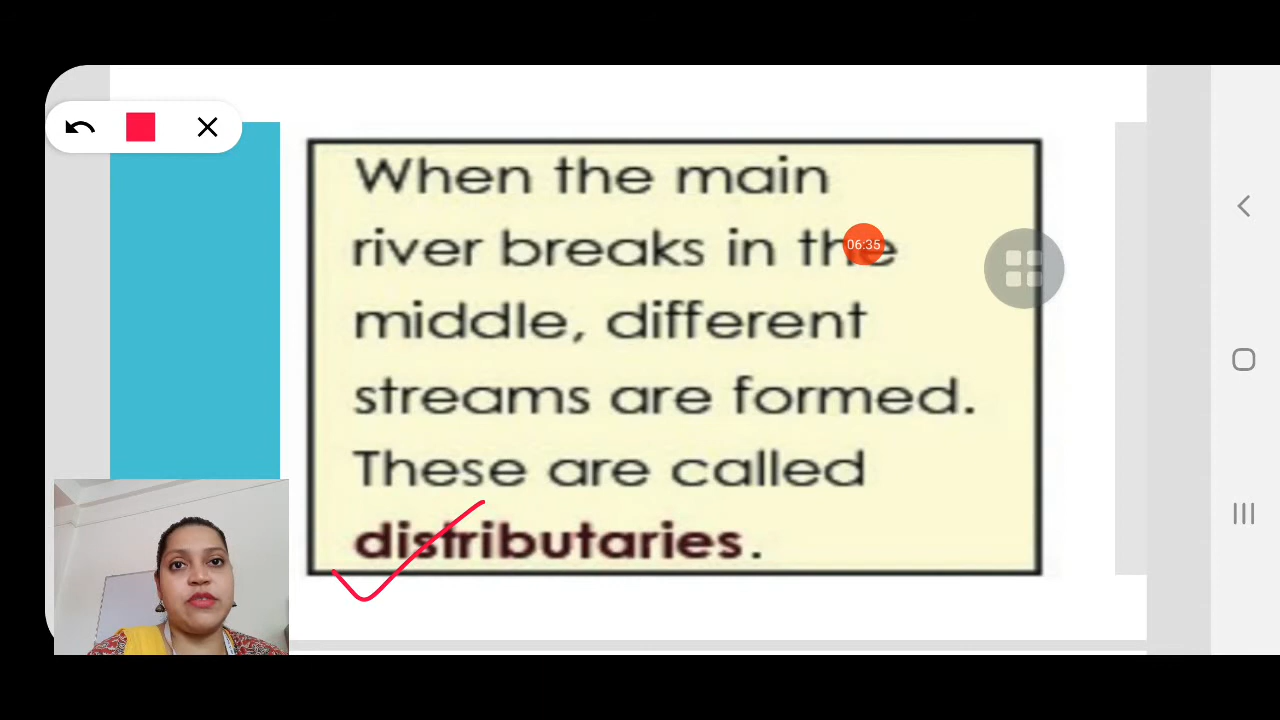 When the main
river breaks in the
06:35
middle, different
streams are formed.
These are called
distributaries.